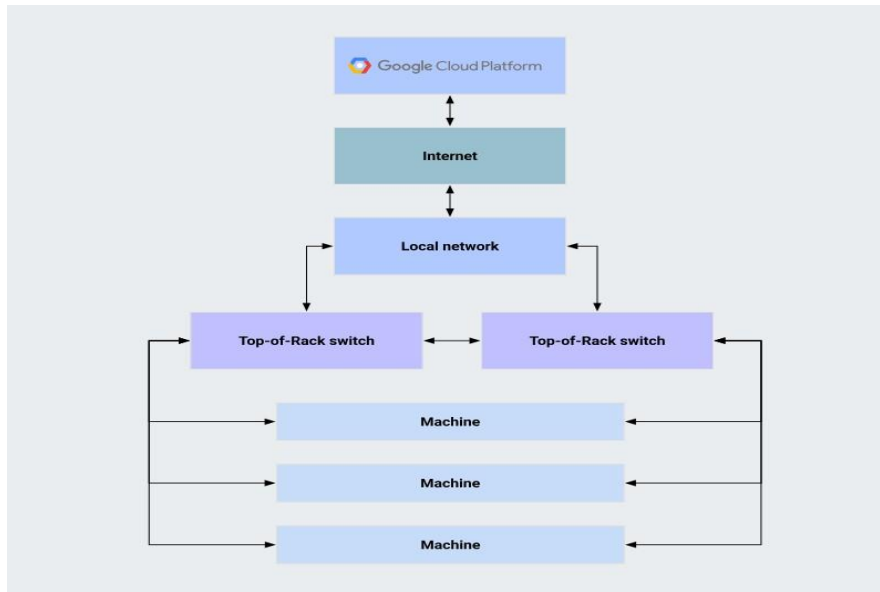 Google Cloud Platform
Internet
Local network
Top-of-Rack switch
Top-of-Rack switch
Machine
Machine
Machine